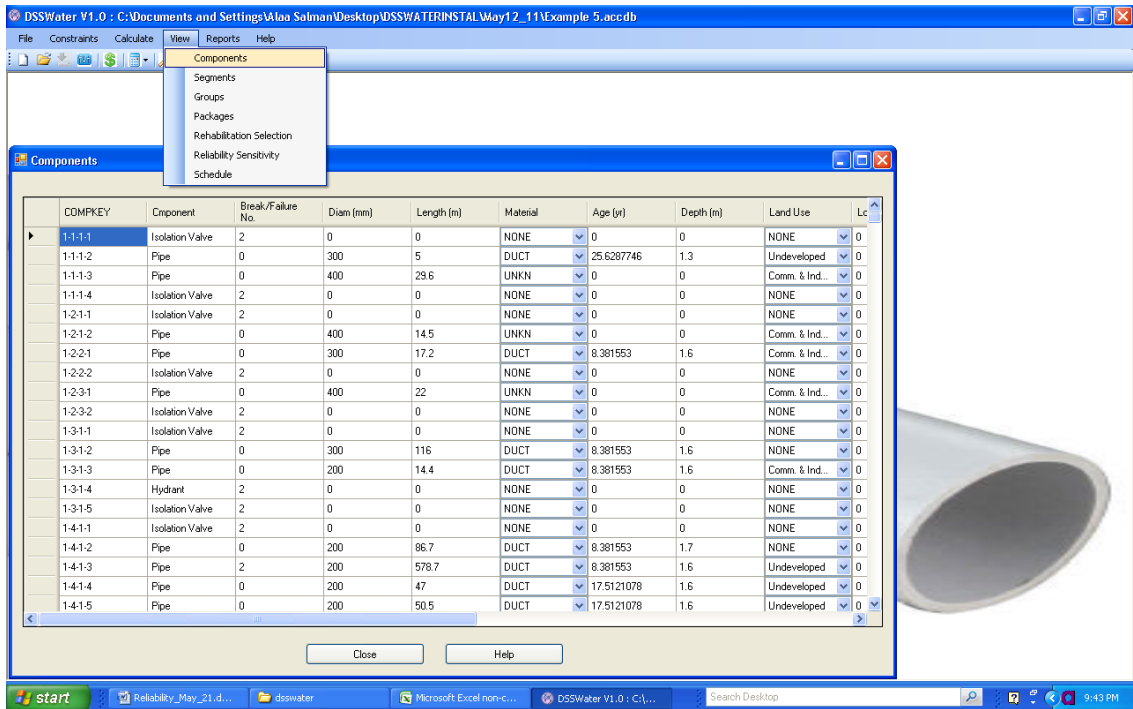 DSSWater V1.0 : C:\Documents and Settings\Alaa Salman\Desktop\DSSWATERINSTAL\May12_11\Example 5.accdb
File Constraints Calculate View Reports Help
Components
Segments
Groups
Packages
Rehabilitation Selection
Reliability Sensitivity
Schedule
Components
COMPKEY Cmponent Break/Failure No. Diam (mm) Length (m) Material Age (yr) Depth (m) Land Use Lc
1-1-1-1 Isolation Valve 2 0 0 NONE 0 0 NONE 0
1-1-1-2 Pipe 0 300 5 DUCT 25.6287746 1.3 Undeveloped 0
1-1-1-3 Pipe 0 400 29.6 UNKN 0 0 Comm. & Ind... 0
1-1-1-4 Isolation Valve 2 0 0 NONE 0 0 NONE 0
1-2-1-1 Isolation Valve 2 0 0 NONE 0 0 NONE 0
1-2-1-2 Pipe 0 400 14.5 UNKN 0 0 Comm. & Ind... 0
1-2-2-1 Pipe 0 300 17.2 DUCT 8.381553 1.6 Comm. & Ind... 0
1-2-2-2 Isolation Valve 2 0 0 NONE 0 0 NONE 0
1-2-3-1 Pipe 0 400 22 UNKN 0 0 Comm. & Ind... 0
1-2-3-2 Isolation Valve 2 0 0 NONE 0 0 NONE 0
1-3-1-1 Isolation Valve 2 0 0 NONE 0 0 NONE 0
1-3-1-2 Pipe 0 300 116 DUCT 8.381553 1.6 NONE 0
1-3-1-3 Pipe 0 200 14.4 DUCT 8.381553 1.6 Comm. & Ind... 0
1-3-1-4 Hydrant 2 0 0 NONE 0 0 NONE 0
1-3-1-5 Isolation Valve 2 0 0 NONE 0 0 NONE 0
1-4-1-1 Isolation Valve 2 0 0 NONE 0 0 NONE 0
1-4-1-2 Pipe 0 200 86.7 DUCT 8.381553 1.7 NONE 0
1-4-1-3 Pipe 2 200 578.7 DUCT 8.381553 1.6 Undeveloped 0
1-4-1-4 Pipe 0 200 47 DUCT 17.5121078 1.6 Undeveloped 0
1-4-1-5 Pipe 0 200 50.5 DUCT 17.5121078 1.6 Undeveloped 0
Close Help
start Reliability_May_21.d... dsswater Microsoft Excel non-c... DSSWater V1.0 : C:\... Search Desktop 9:43 PM